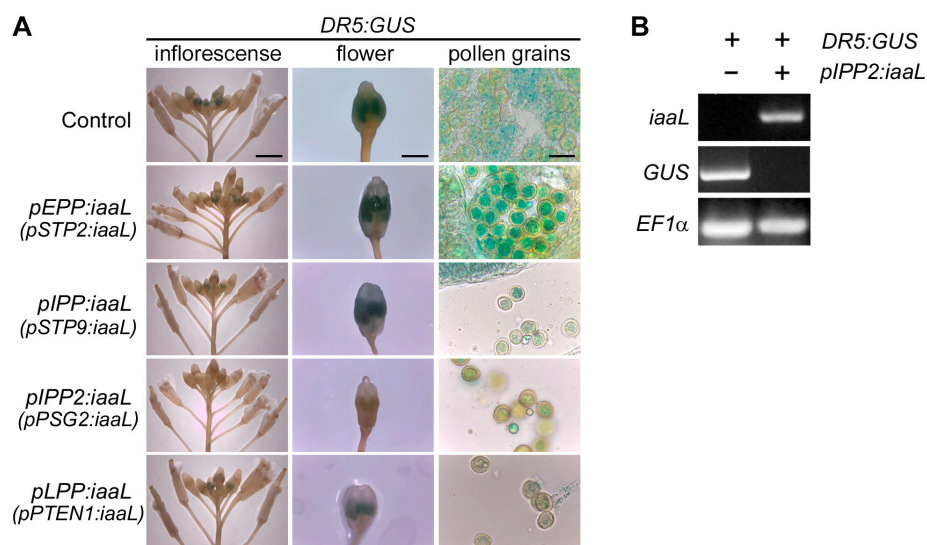 A
DR5:GUS
inflorescense flower pollen grains
Control
pEPP:iaaL
(pSTP2:iaaL)
pIPP:iaaL
(pSTP9:iaaL)
pIPP2:iaaL
(pPSG2:iaaL)
pLPP:iaaL
(pPTEN1:iaaL)
B
+ + DR5:GUS
− + pIPP2:iaaL
iaaL
GUS
EF1α